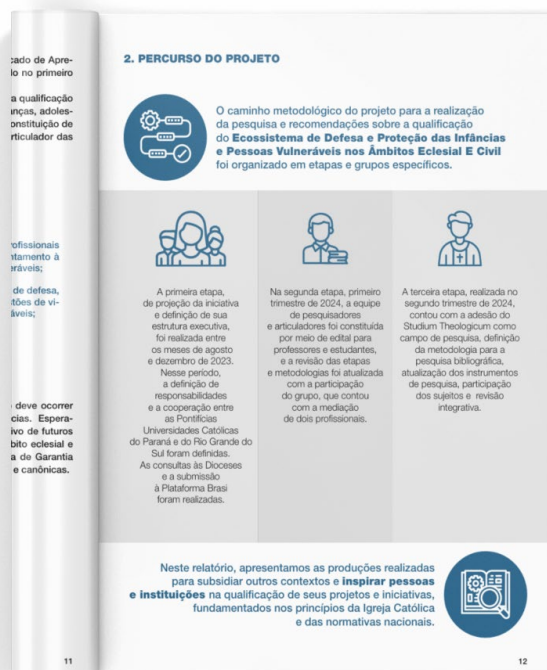 cado de Apre-
lo no primeiro
a qualificação
anças, adoles-
onstituição de
rticulador das
rofissionais
ntamento à
eráveis;
de defesa,
tões de vi-
áveis;
deve ocorrer
cias. Espera-
ivo de futuros
bito eclesial e
a de Garantia
e canônicas.
11
2. PERCURSO DO PROJETO
O caminho metodológico do projeto para a realização
da pesquisa e recomendações sobre a qualificação
do Ecossistema de Defesa e Proteção das Infâncias
e Pessoas Vulneráveis nos Âmbitos Eclesial E Civil
foi organizado em etapas e grupos específicos.
A primeira etapa,
de projeção da iniciativa
e definição de sua
estrutura executiva,
foi realizada entre
os meses de agosto
e dezembro de 2023.
Nesse período,
a definição de
responsabilidades
e a cooperação entre
as Pontifícias
Universidades Católicas
do Paraná e do Rio Grande do
Sul foram definidas.
As consultas às Dioceses
e a submissão
à Plataforma Brasi
foram realizadas.
Na segunda etapa, primeiro
trimestre de 2024, a equipe
de pesquisadores
e articuladores foi constituída
por meio de edital para
professores e estudantes,
e a revisão das etapas
e metodologias foi atualizada
com a participação
do grupo, que contou
com a mediação
de dois profissionais.
A terceira etapa, realizada no
segundo trimestre de 2024,
contou com a adesão do
Studium Theologicum como
campo de pesquisa, definição
da metodologia para a
pesquisa bibliográfica,
atualização dos instrumentos
de pesquisa, participação
dos sujeitos e revisão
integrativa.
Neste relatório, apresentamos as produções realizadas
para subsidiar outros contextos e inspirar pessoas
e instituições na qualificação de seus projetos e iniciativas,
fundamentados nos princípios da Igreja Católica
e das normativas nacionais.
12